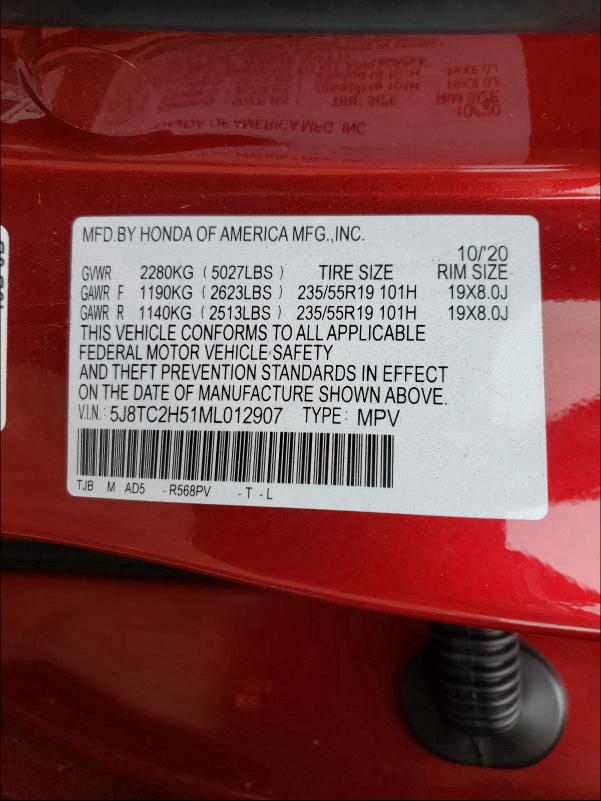 MFD.BY HONDA OF AMERICA MFG.,INC.
10/'20
GVWR 2280KG (5027LBS) TIRE SIZE RIM SIZE
GAWR F 1190KG (2623LBS) 235/55R19 101H 19X8.0J
GAWR R 1140KG (2513LBS) 235/55R19 101H 19X8.0J
THIS VEHICLE CONFORMS TO ALL APPLICABLE
FEDERAL MOTOR VEHICLE SAFETY
AND THEFT PREVENTION STANDARDS IN EFFECT
ON THE DATE OF MANUFACTURE SHOWN ABOVE.
V.I.N.: 5J8TC2H51ML012907 TYPE: MPV
TJB M AD5 -R568PV -T-L